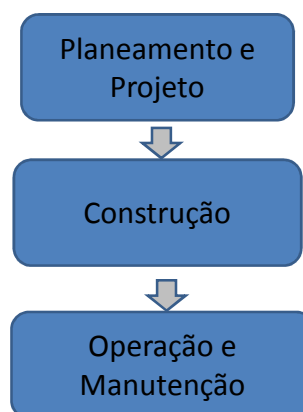 Planeamento e
Projeto
Construção
Operação e
Manutenção